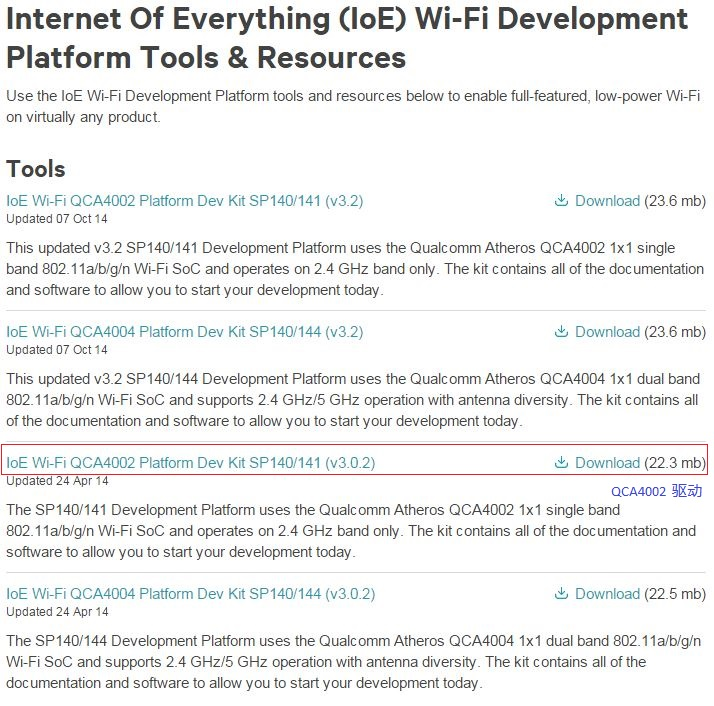 Internet Of Everything (IoE) Wi-Fi Development
Platform Tools & Resources
Use the IoE Wi-Fi Development Platform tools and resources below to enable full-featured, low-power Wi-Fi
on virtually any product.
Tools
IoE Wi-Fi QCA4002 Platform Dev Kit SP140/141 (v3.2) Download (23.6 mb)
Updated 07 Oct 14
This updated v3.2 SP140/141 Development Platform uses the Qualcomm Atheros QCA4002 1x1 single
band 802.11a/b/g/n Wi-Fi SoC and operates on 2.4 GHz band only. The kit contains all of the documentation
and software to allow you to start your development today.
IoE Wi-Fi QCA4004 Platform Dev Kit SP140/144 (v3.2) Download (23.6 mb)
Updated 07 Oct 14
This updated v3.2 SP140/144 Development Platform uses the Qualcomm Atheros QCA4004 1x1 dual band
802.11a/b/g/n Wi-Fi SoC and supports 2.4 GHz/5 GHz operation with antenna diversity. The kit contains all
of the documentation and software to allow you to start your development today.
IoE Wi-Fi QCA4002 Platform Dev Kit SP140/141 (v3.0.2) Download (22.3 mb)
Updated 24 Apr 14
QCA4002 驱动
The SP140/141 Development Platform uses the Qualcomm Atheros QCA4002 1x1 single band
802.11a/b/g/n Wi-Fi SoC and operates on 2.4 GHz band only. The kit contains all of the documentation and
software to allow you to start your development today.
IoE Wi-Fi QCA4004 Platform Dev Kit SP140/144 (v3.0.2) Download (22.5 mb)
Updated 24 Apr 14
The SP140/144 Development Platform uses the Qualcomm Atheros QCA4004 1x1 dual band 802.11a/b/g/n
Wi-Fi SoC and supports 2.4 GHz/5 GHz operation with antenna diversity. The kit contains all of the
documentation and software to allow you to start your development today.